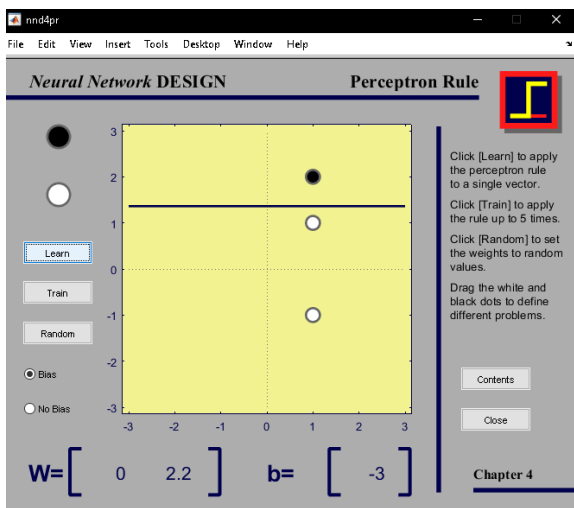 nnd4pr
File Edit View Insert Tools Desktop Window Help
Neural Network DESIGN
Perceptron Rule
3
2
1
0
-1
-2
-3
-3 -2 -1 0 1 2 3
Learn
Train
Random
Bias
No Bias
Click [Learn] to apply
the perceptron rule
to a single vector.
Click [Train] to apply
the rule up to 5 times.
Click [Random] to set
the weights to random
values.
Drag the white and
black dots to define
different problems.
Contents
Close
W= [ 0 2.2 ] b= [ -3 ]
Chapter 4